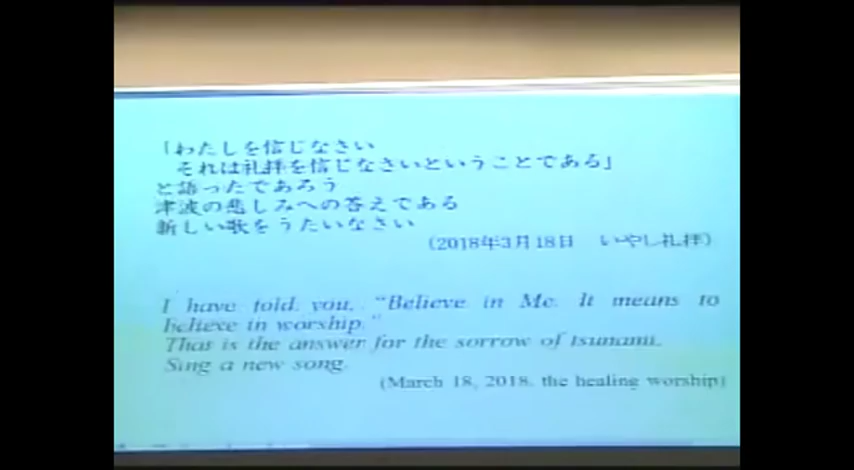 「わたしを信じなさい
それは礼拝を信じなさいということである」
と語ったであろう
津波の悲しみへの答えである
新しい歌をうたいなさい
(2018年3月18日 いやし礼拝)
I have told you, “Believe in Me. It means to
believe in worship.”
That is the answer for the sorrow of tsunami.
Sing a new song.
(March 18, 2018. the healing worship)